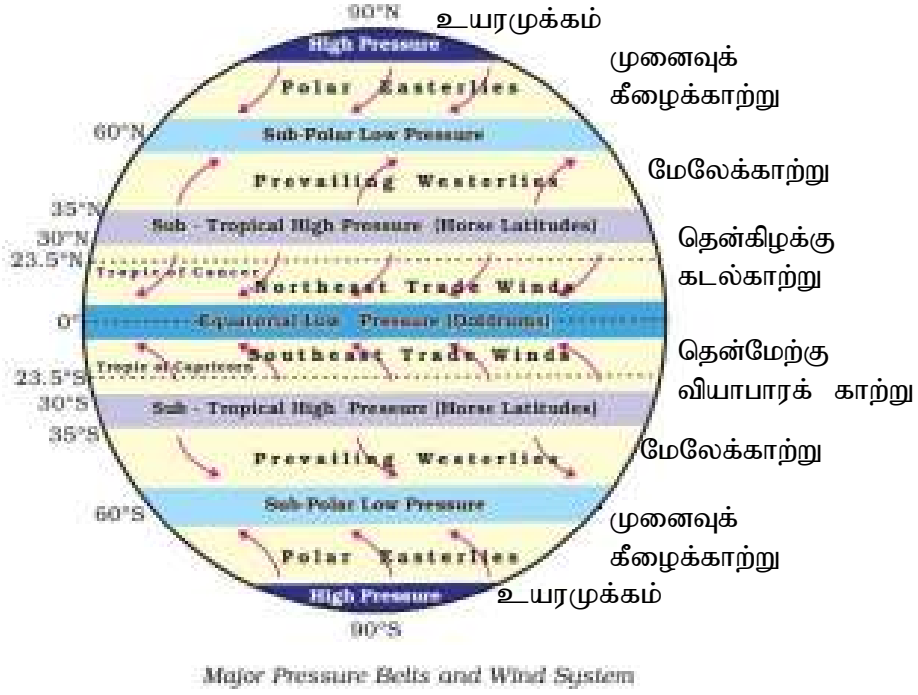 90°N
உயரமுக்கம்
High Pressure
முனைவுக்
கீழைக்காற்று
Polar Easterlies
60°N
Sub-Polar Low Pressure
மேலேக்காற்று
Prevailing Westerlies
35°N
Sub - Tropical High Pressure (Horse Latitudes)
30°N
தென்கிழக்கு
கடல்காற்று
23.5°N
Tropic of Cancer
Northeast Trade Winds
0°
Equatorial Low Pressure (Doldrums)
Southeast Trade Winds
தென்மேற்கு
வியாபாரக் காற்று
Tropic of Capricorn
23.5°S
30°S
Sub - Tropical High Pressure (Horse Latitudes)
35°S
மேலேக்காற்று
Prevailing Westerlies
Sub-Polar Low Pressure
60°S
முனைவுக்
கீழைக்காற்று
Polar Easterlies
High Pressure
உயரமுக்கம்
90°S
Major Pressure Belts and Wind System